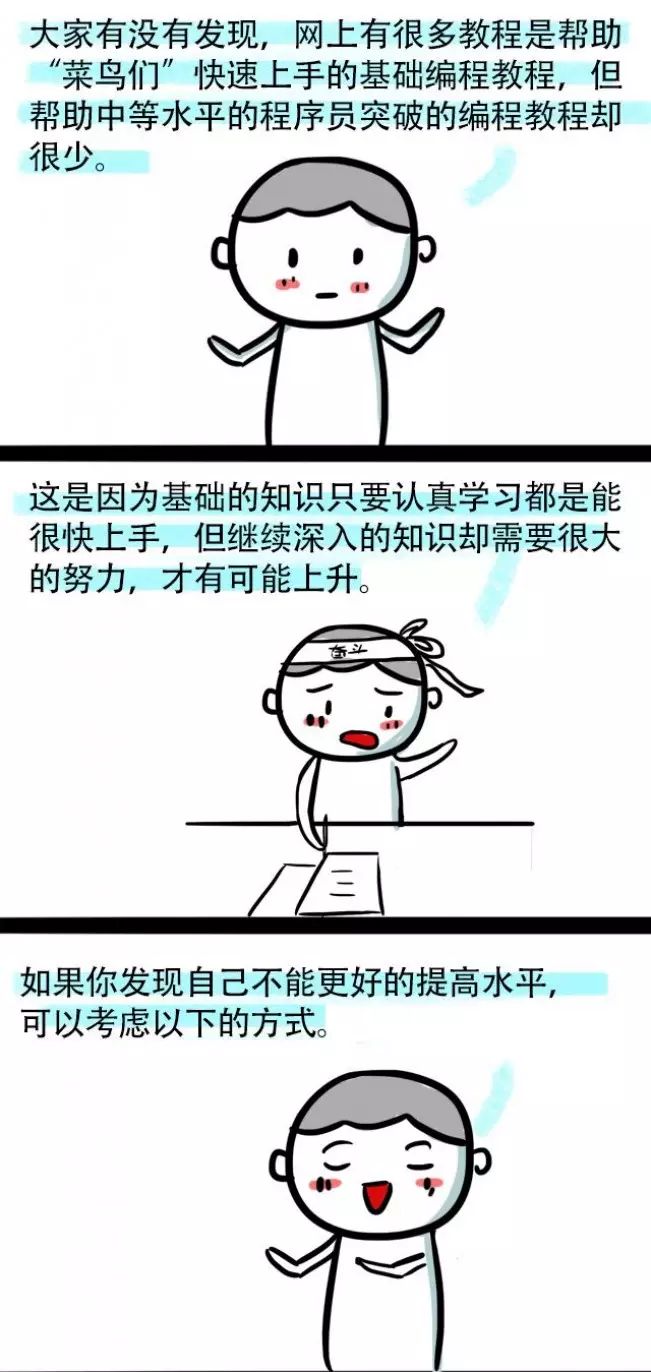 大家有没有发现，网上有很多教程是帮助
“菜鸟们”快速上手的基础编程教程，但
帮助中等水平的程序员突破的编程教程却
很少。
这是因为基础的知识只要认真学习都是能
很快上手，但继续深入的知识却需要很大
的努力，才有可能上升。
奋斗
如果你发现自己不能更好的提高水平，
可以考虑以下的方式。